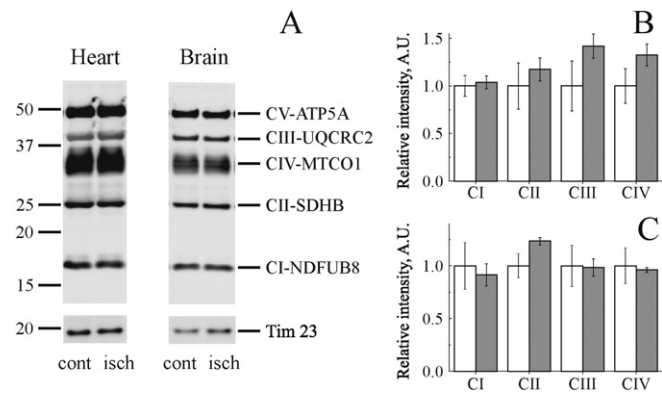 A
Heart Brain
50
37
25
20
15
20
CV-ATP5A
CIII-UQCRC2
CIV-MTCO1
CII-SDHB
CI-NDFUB8
Tim 23
cont isch cont isch
B
Relative intensity, A.U.
1.5
1.0
0.5
0.0
CI CII CIII CIV
C
Relative intensity, A.U.
1.0
0.5
0.0
CI CII CIII CIV